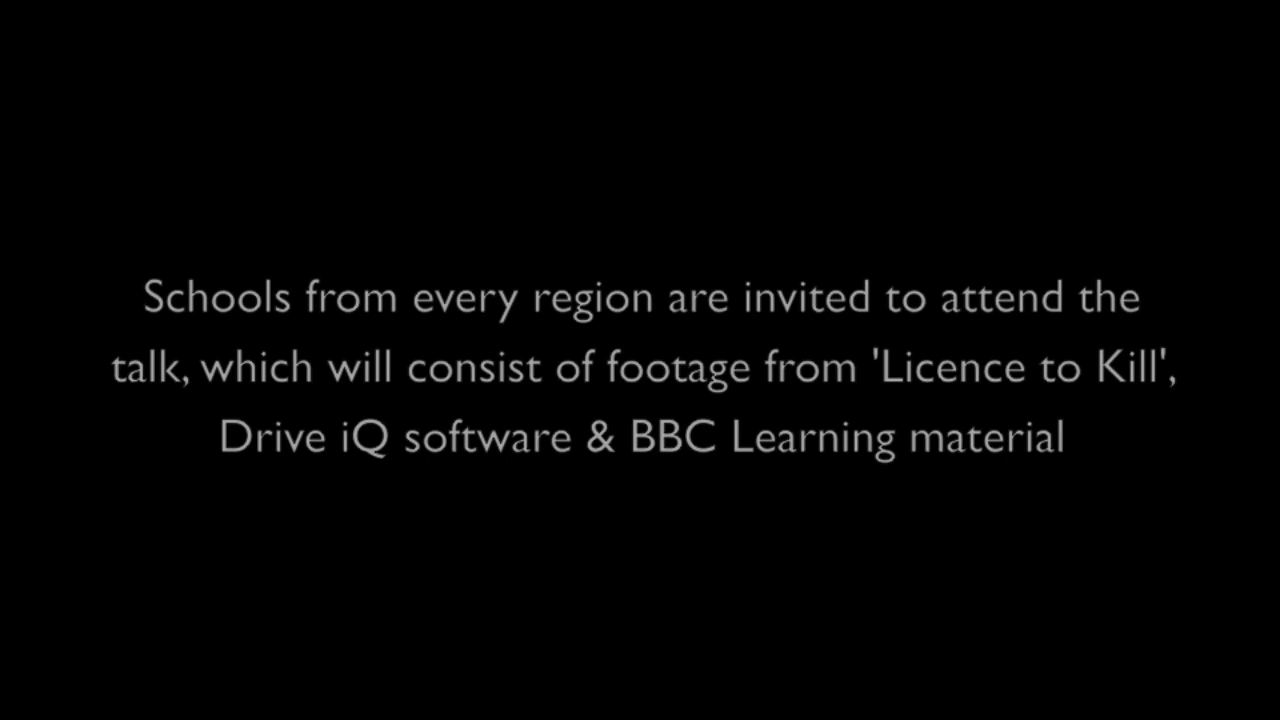 Schools from every region are invited to attend the
talk, which will consist of footage from 'Licence to Kill',
Drive iQ software & BBC Learning material